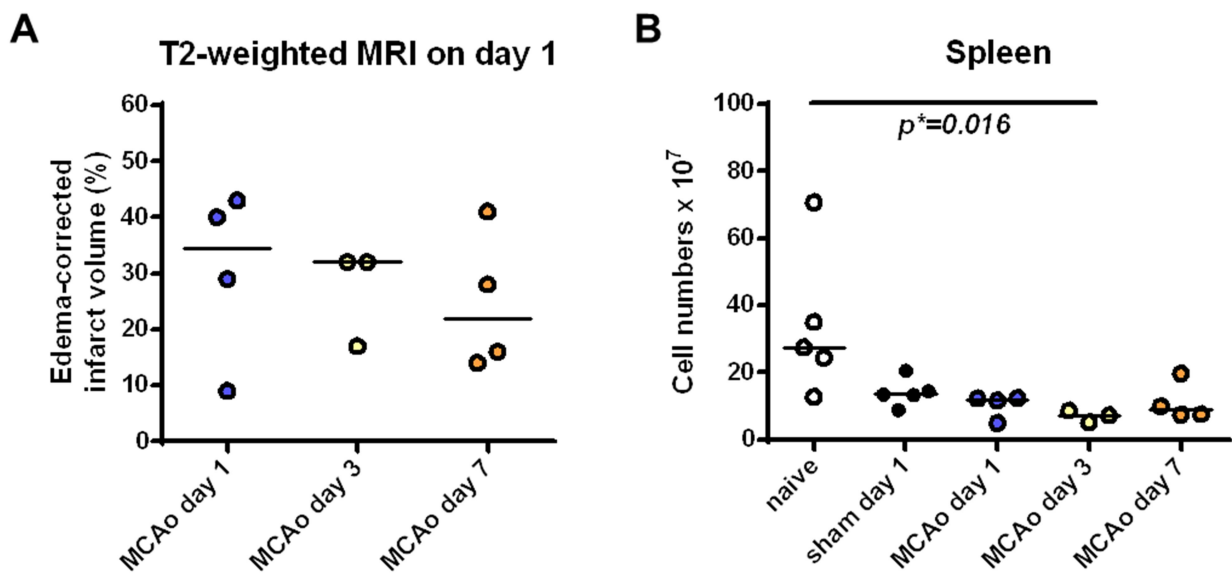 A
T2-weighted MRI on day 1
Edema-corrected
infarct volume (%)
60
50
40
30
20
10
0
MCAo day 1
MCAo day 3
MCAo day 7
B
Spleen
p*=0.016
Cell numbers x 10⁷
100
80
60
40
20
0
naive
sham day 1
MCAo day 1
MCAo day 3
MCAo day 7